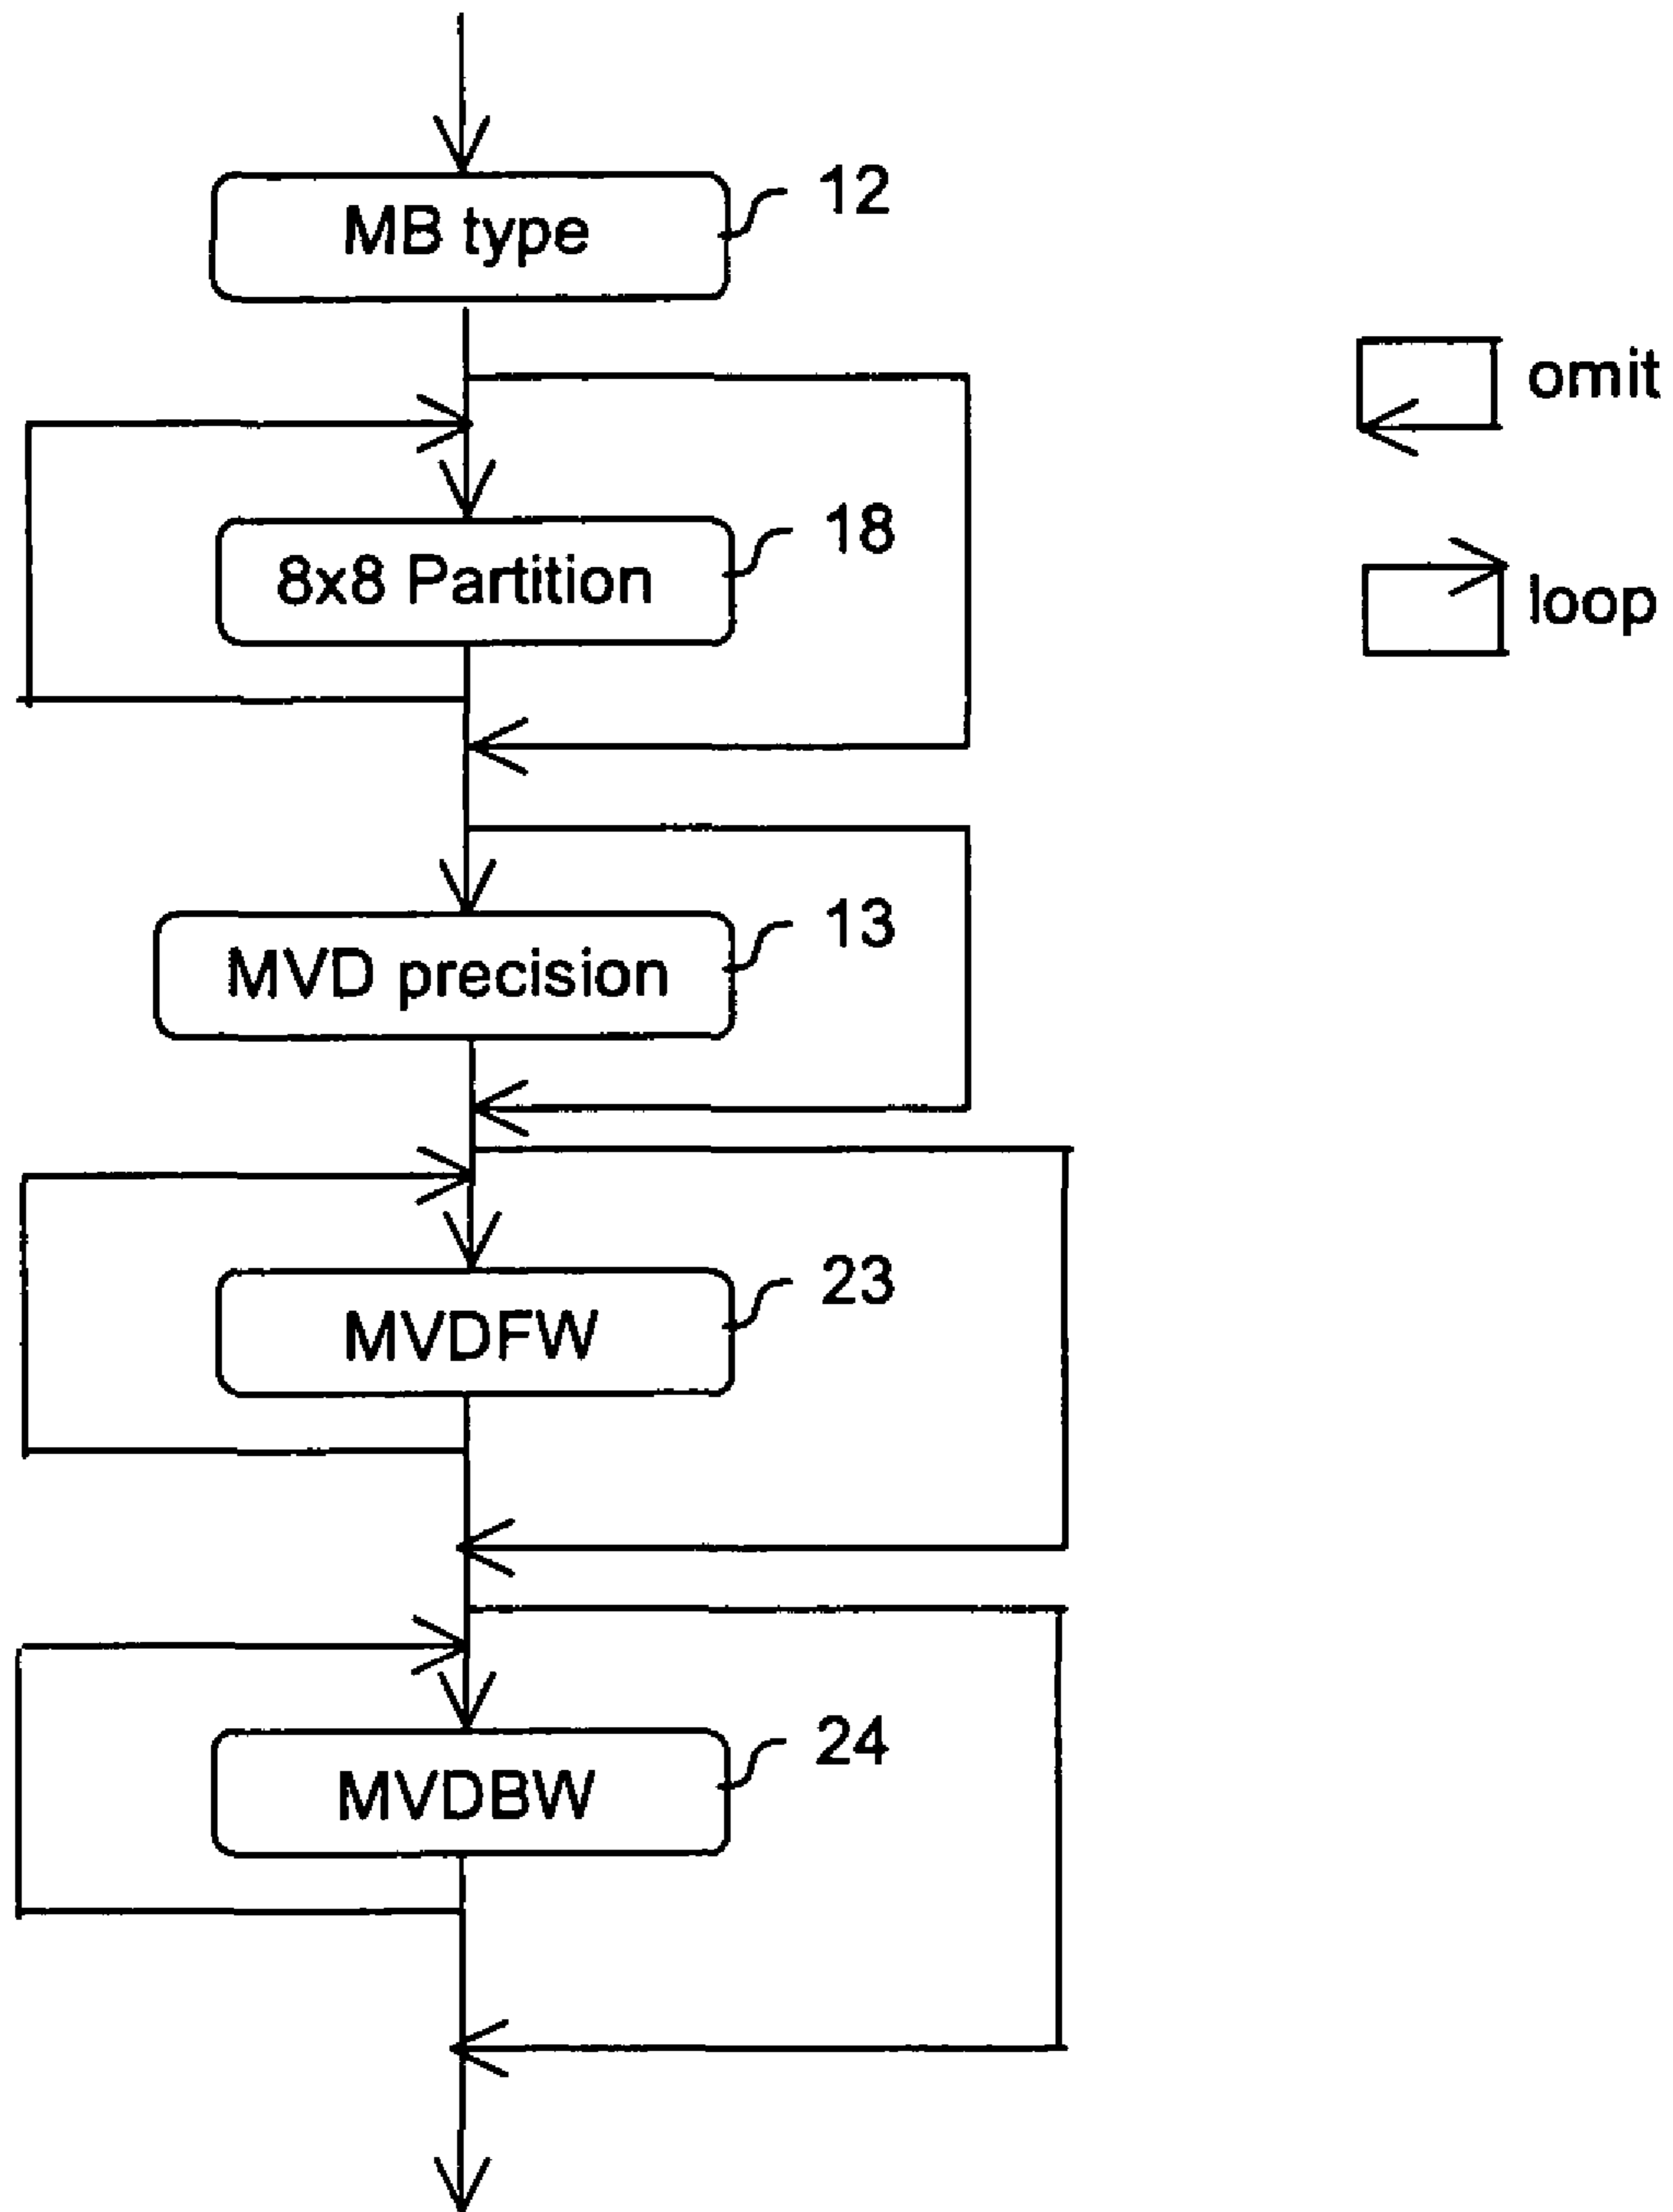 MB type
12
omit
8x8 Partition
18
loop
MVD precision
13
MVDFW
23
MVDBW
24